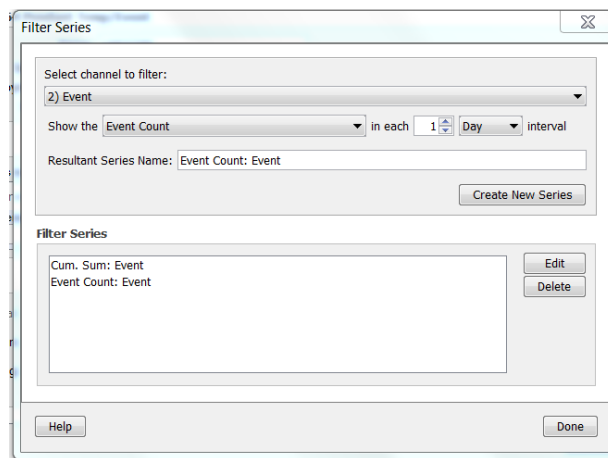 Filter Series
Select channel to filter:
2) Event
Show the Event Count in each 1 Day interval
Resultant Series Name: Event Count: Event
Create New Series
Filter Series
Cum. Sum: Event
Event Count: Event
Edit
Delete
Help
Done